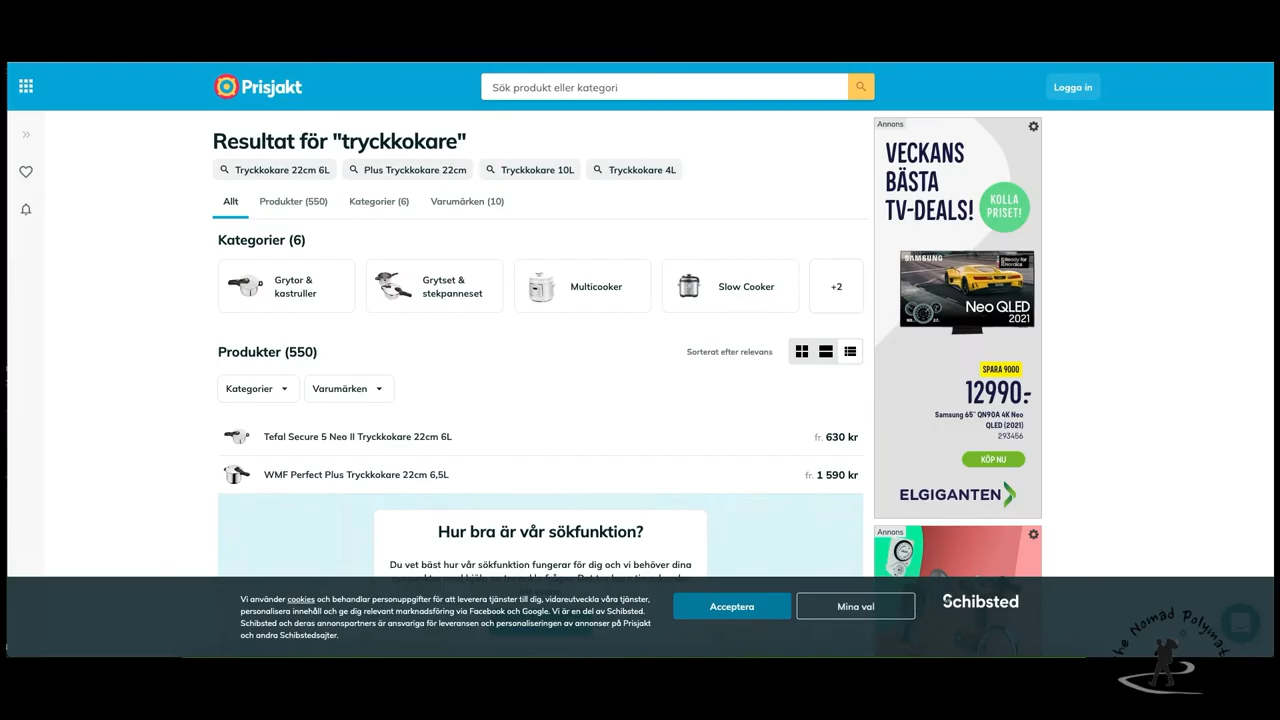 Prisjakt
Sök produkt eller kategori
Logga in
Resultat för "tryckkokare"
Tryckkokare 22cm 6L
Plus Tryckkokare 22cm
Tryckkokare 10L
Tryckkokare 4L
Allt
Produkter (550)
Kategorier (6)
Varumärken (10)
Kategorier (6)
Grytor &
kastruller
Grytset &
stekpanneset
Multicooker
Slow Cooker
+2
Produkter (550)
Sorterat efter relevans
Kategorier
Varumärken
Tefal Secure 5 Neo II Tryckkokare 22cm 6L
fr. 630 kr
WMF Perfect Plus Tryckkokare 22cm 6,5L
fr. 1 590 kr
Hur bra är vår sökfunktion?
Du vet bäst hur vår sökfunktion fungerar för dig och vi behöver dina
Annons
VECKANS
BÄSTA
TV-DEALS!
KOLLA
PRISET!
SAMSUNG
Neo QLED
2021
SPARA 9000
12990:-
Samsung 65" QN90A 4K Neo
QLED (2021)
293456
KÖP NU
ELGIGANTEN
Annons
Vi använder cookies och behandlar personuppgifter för att leverera tjänster till dig, vidareutveckla våra tjänster,
personalisera innehåll och ge dig relevant marknadsföring via Facebook och Google. Vi är en del av Schibsted.
Schibsted och deras annonspartners är ansvariga för leveransen och personaliseringen av annonser på Prisjakt
och andra Schibstedsajter.
Acceptera
Mina val
Schibsted
The Nomad Polymat